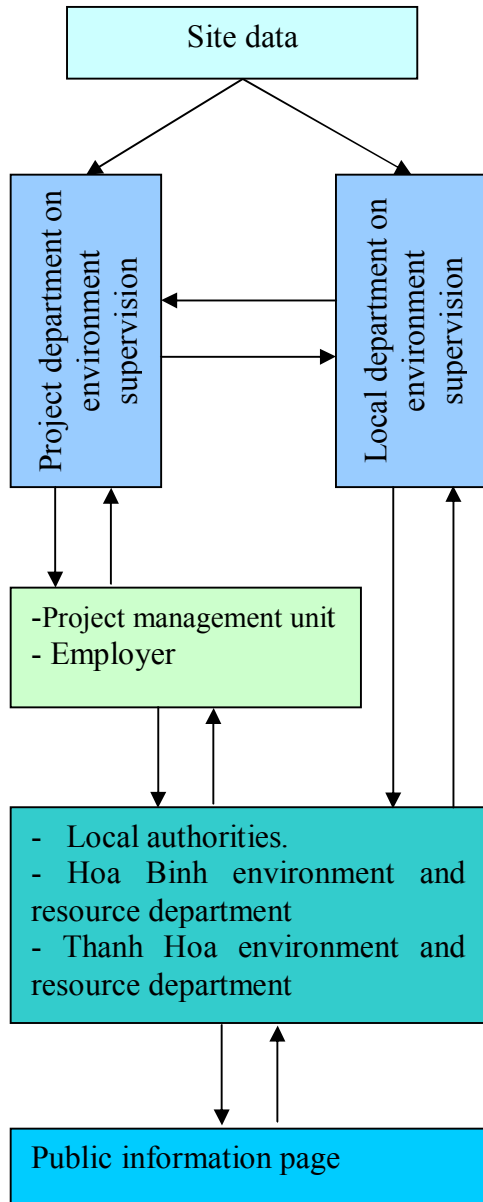 Site data
Project department on
environment
supervision
Local department on
environment
supervision
-Project management unit
- Employer
- Local authorities.
- Hoa Binh environment and
resource department
- Thanh Hoa environment and
resource department
Public information page